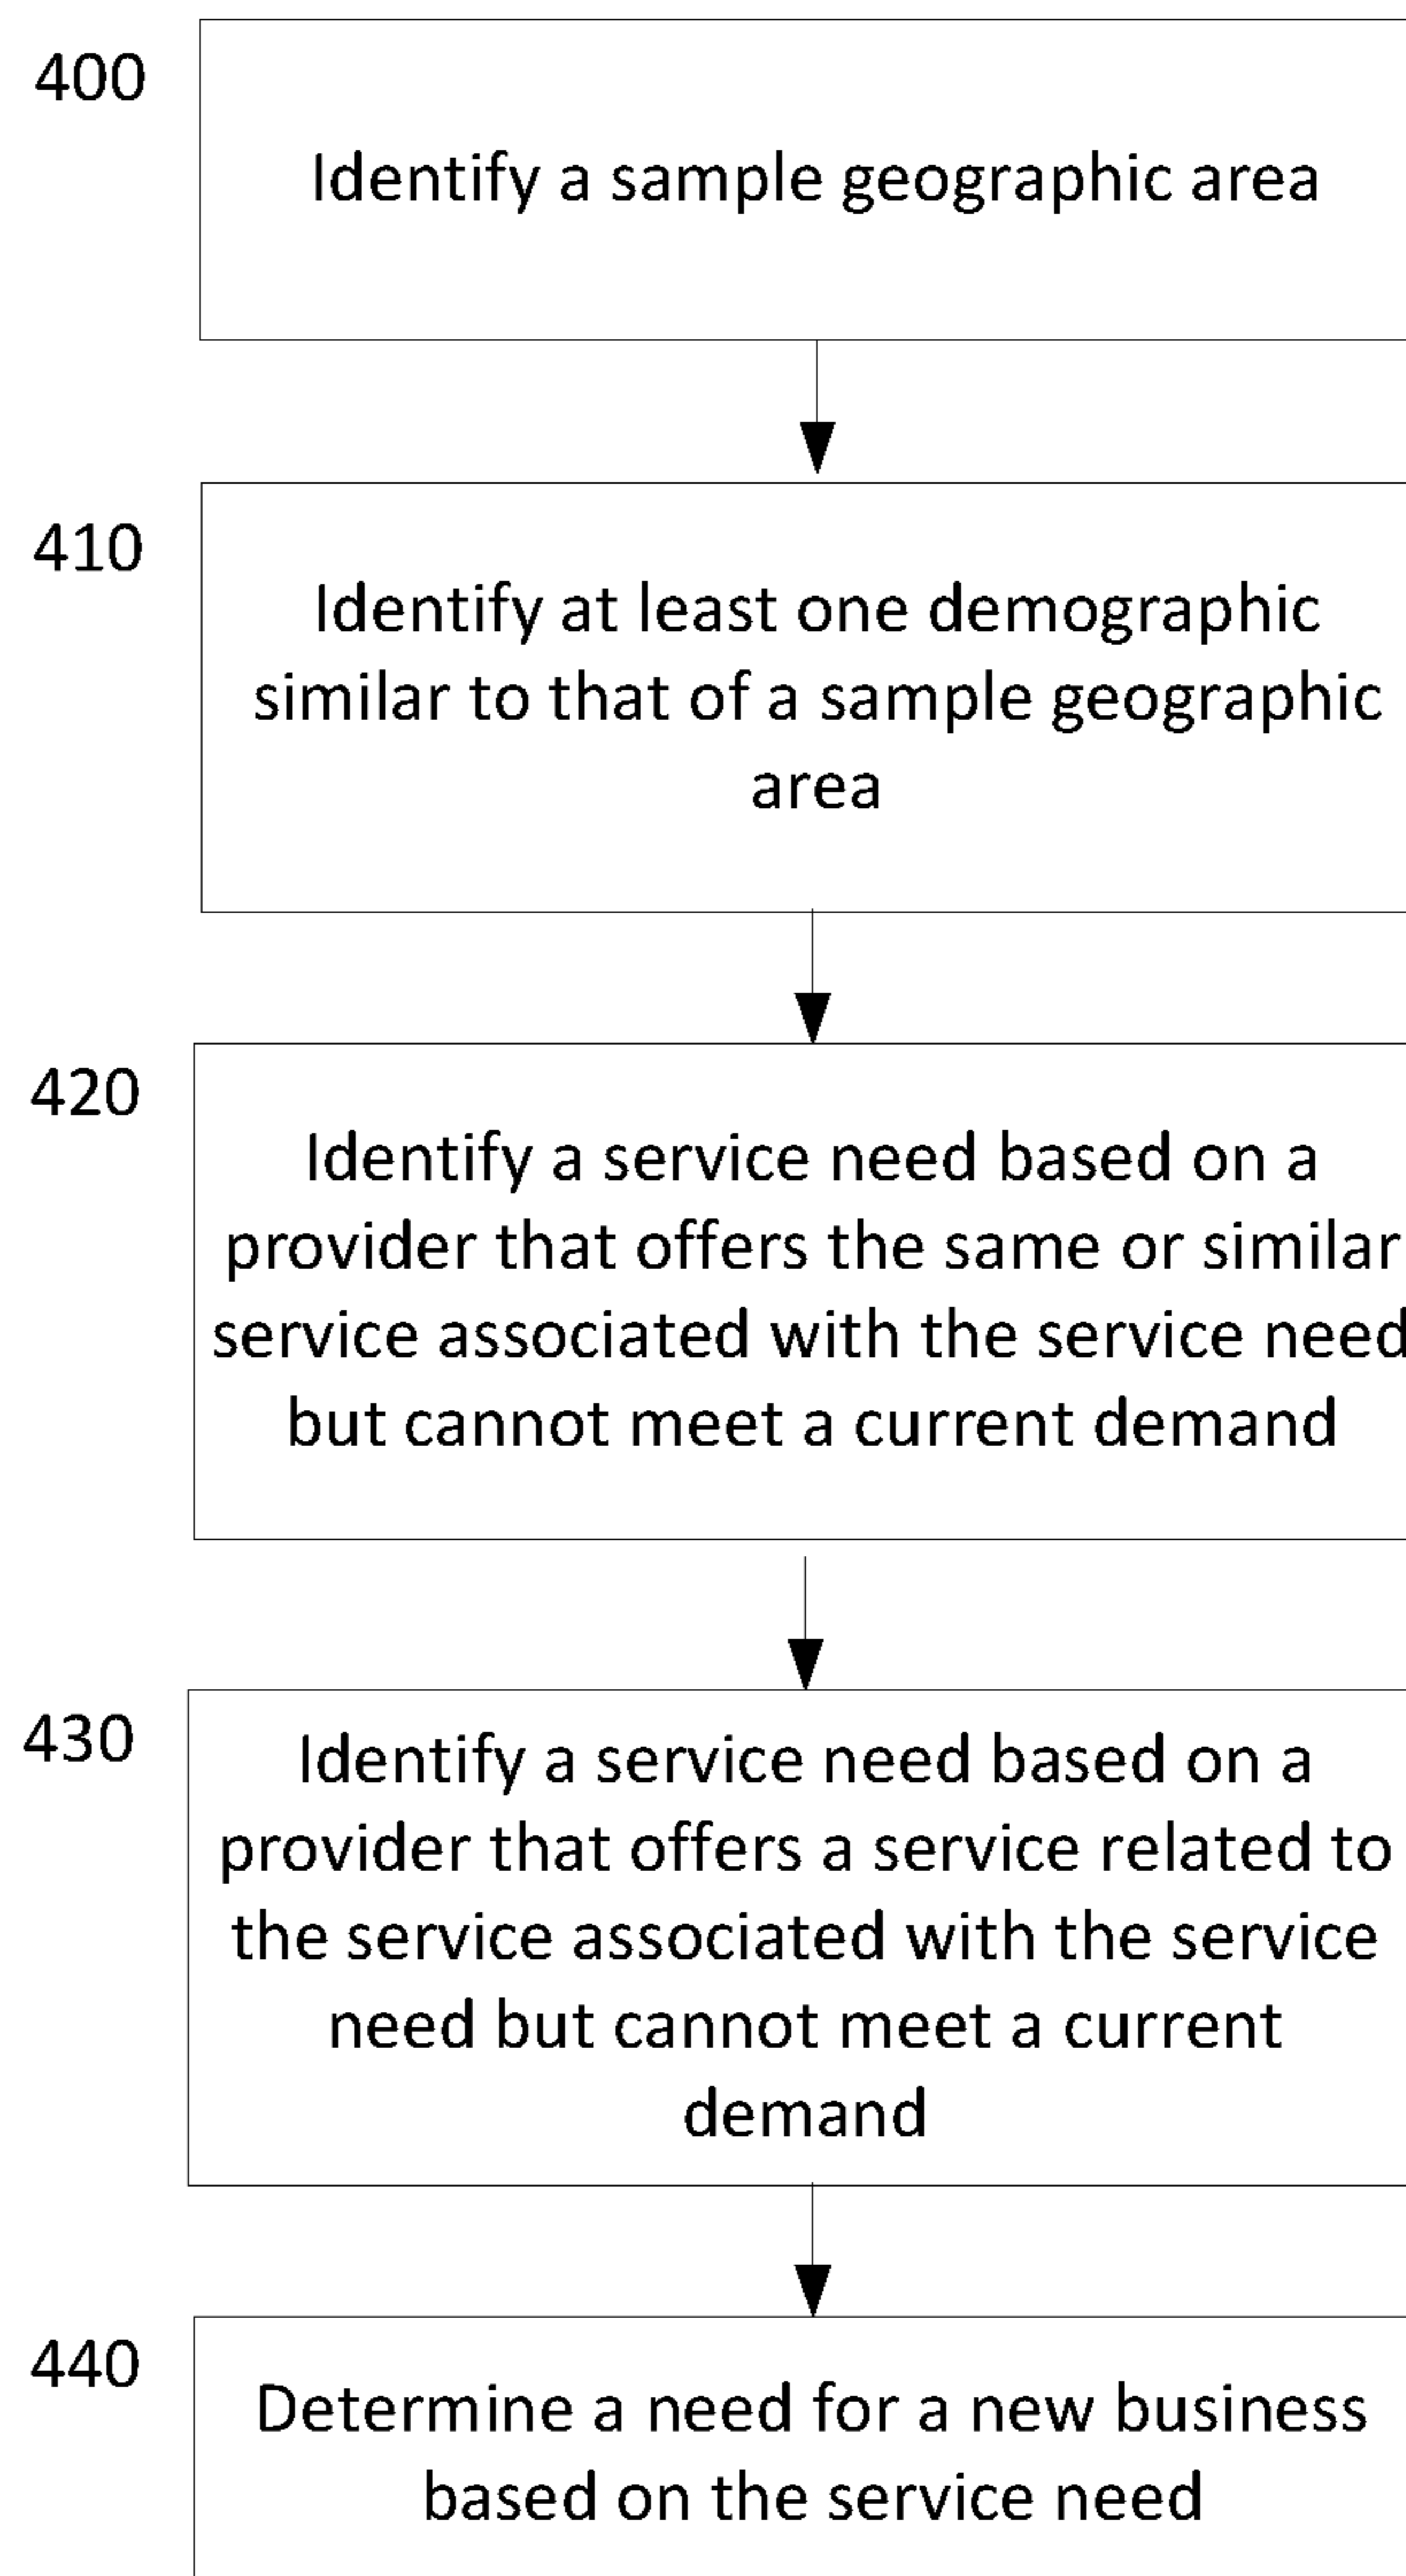 400
Identify a sample geographic area
410
Identify at least one demographic
similar to that of a sample geographic
area
420
Identify a service need based on a
provider that offers the same or similar
service associated with the service need
but cannot meet a current demand
430
Identify a service need based on a
provider that offers a service related to
the service associated with the service
need but cannot meet a current
demand
440
Determine a need for a new business
based on the service need